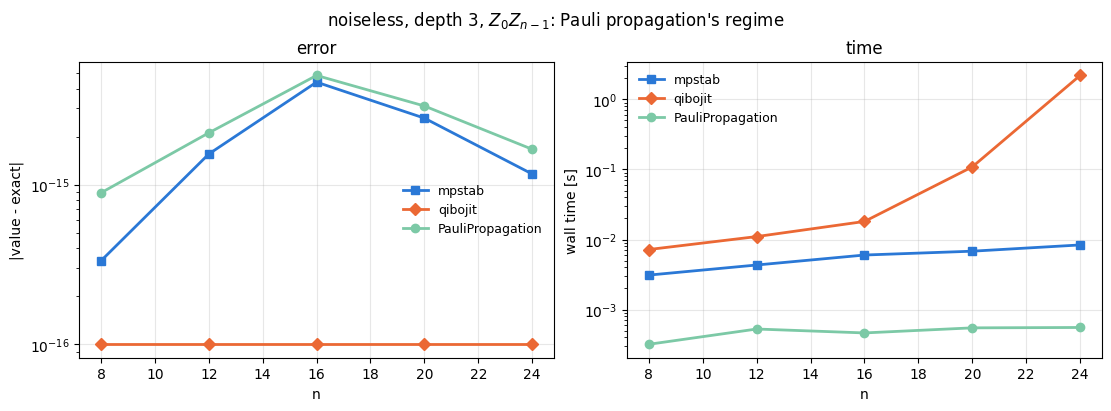 noiseless, depth 3, $Z_0Z_{n-1}$: Pauli propagation's regime
error
|value - exact|
10⁻¹⁵
10⁻¹⁶
mpstab
qibojit
PauliPropagation
8 10 12 14 16 18 20 22 24
n
time
wall time [s]
10⁰
10⁻¹
10⁻²
10⁻³
mpstab
qibojit
PauliPropagation
8 10 12 14 16 18 20 22 24
n